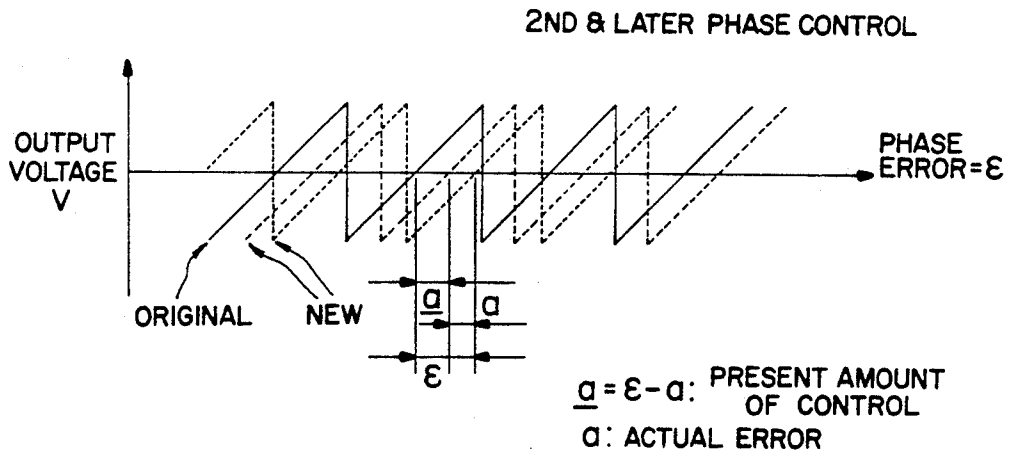 2ND & LATER PHASE CONTROL
OUTPUT
VOLTAGE
V
PHASE
ERROR=ε
ORIGINAL
NEW
a
a
ε
a = ε-a: PRESENT AMOUNT
OF CONTROL
a: ACTUAL ERROR